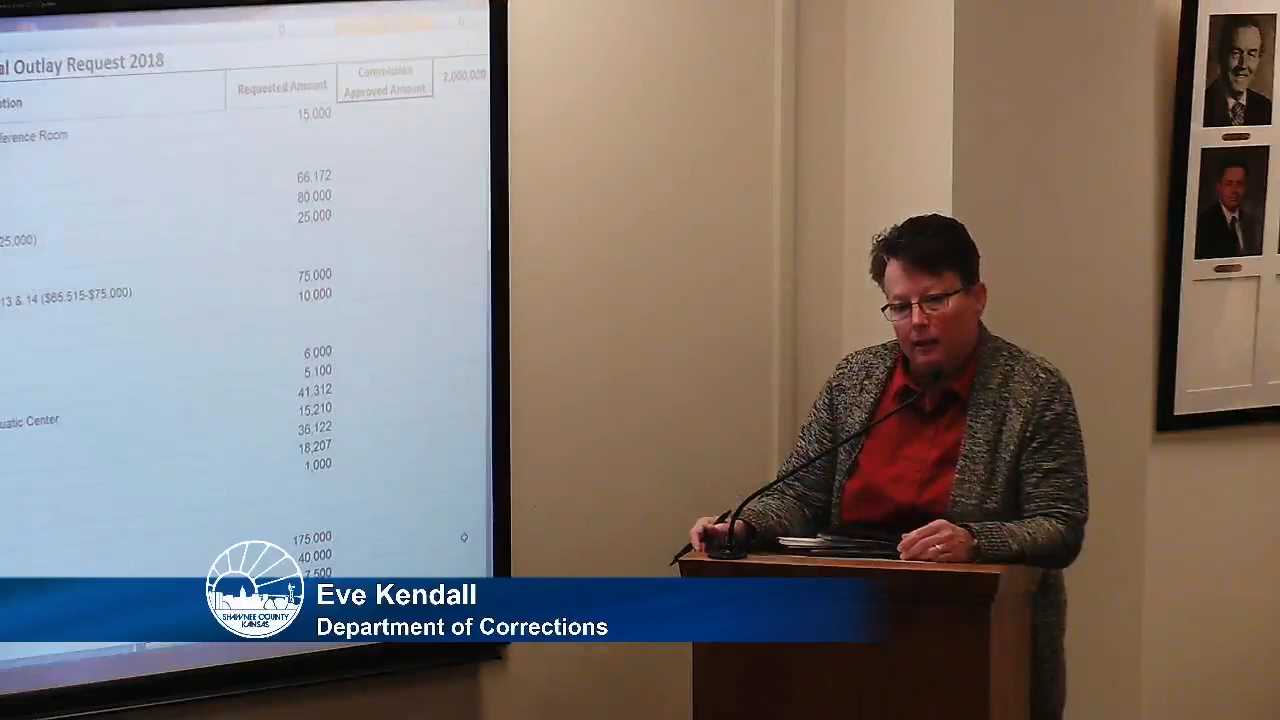 al Outlay Request 2018
ption
Requested Amount
Commission
Approved Amount
2,000,000
15,000
ference Room
66,172
80,000
25,000
25,000)
75,000
13 & 14 ($65,515-$75,000)
10,000
6,000
5,100
41,312
15,210
uatic Center
36,122
18,207
1,000
175,000
40,000
7,500
SHAWNEE COUNTY
KANSAS
Eve Kendall
Department of Corrections